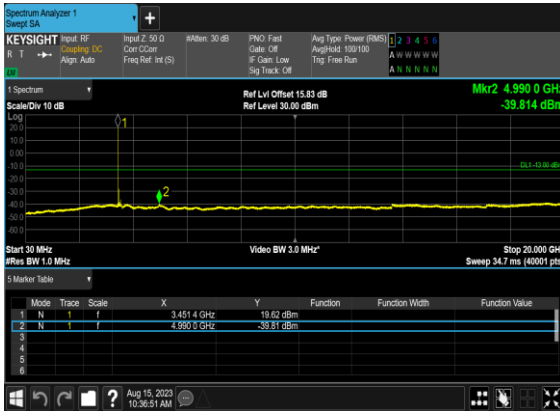 Spectrum Analyzer 1
Swept SA
+
KEYSIGHT Input: RF Input Z: 50 Ω #Atten: 30 dB PNO: Fast Avg Type: Power (RMS) 1 2 3 4 5 6
R T Coupling: DC Corr CCorr Gate: Off Avg|Hold: 100/100 A W W W W W
Align: Auto Freq Ref: Int (S) IF Gain: Low Trig: Free Run
Sig Track: Off A N N N N N
1 Spectrum Ref Lvl Offset 15.83 dB Mkr2 4.990 0 GHz
Scale/Div 10 dB Ref Level 30.00 dBm -39.814 dBm
Log
20.0
10.0
0.00
-10.0
-20.0
-30.0
-40.0
-50.0
-60.0
1
2
DL1 -13.00 dBm
Start 30 MHz Video BW 3.0 MHz* Stop 20.000 GHz
#Res BW 1.0 MHz Sweep 34.7 ms (40001 pts)
5 Marker Table
Mode Trace Scale X Y Function Function Width Function Value
1 N 1 f 3.451 4 GHz 19.62 dBm
2 N 1 f 4.990 0 GHz -39.81 dBm
3
4
5
6
? Aug 15, 2023
10:36:51 AM